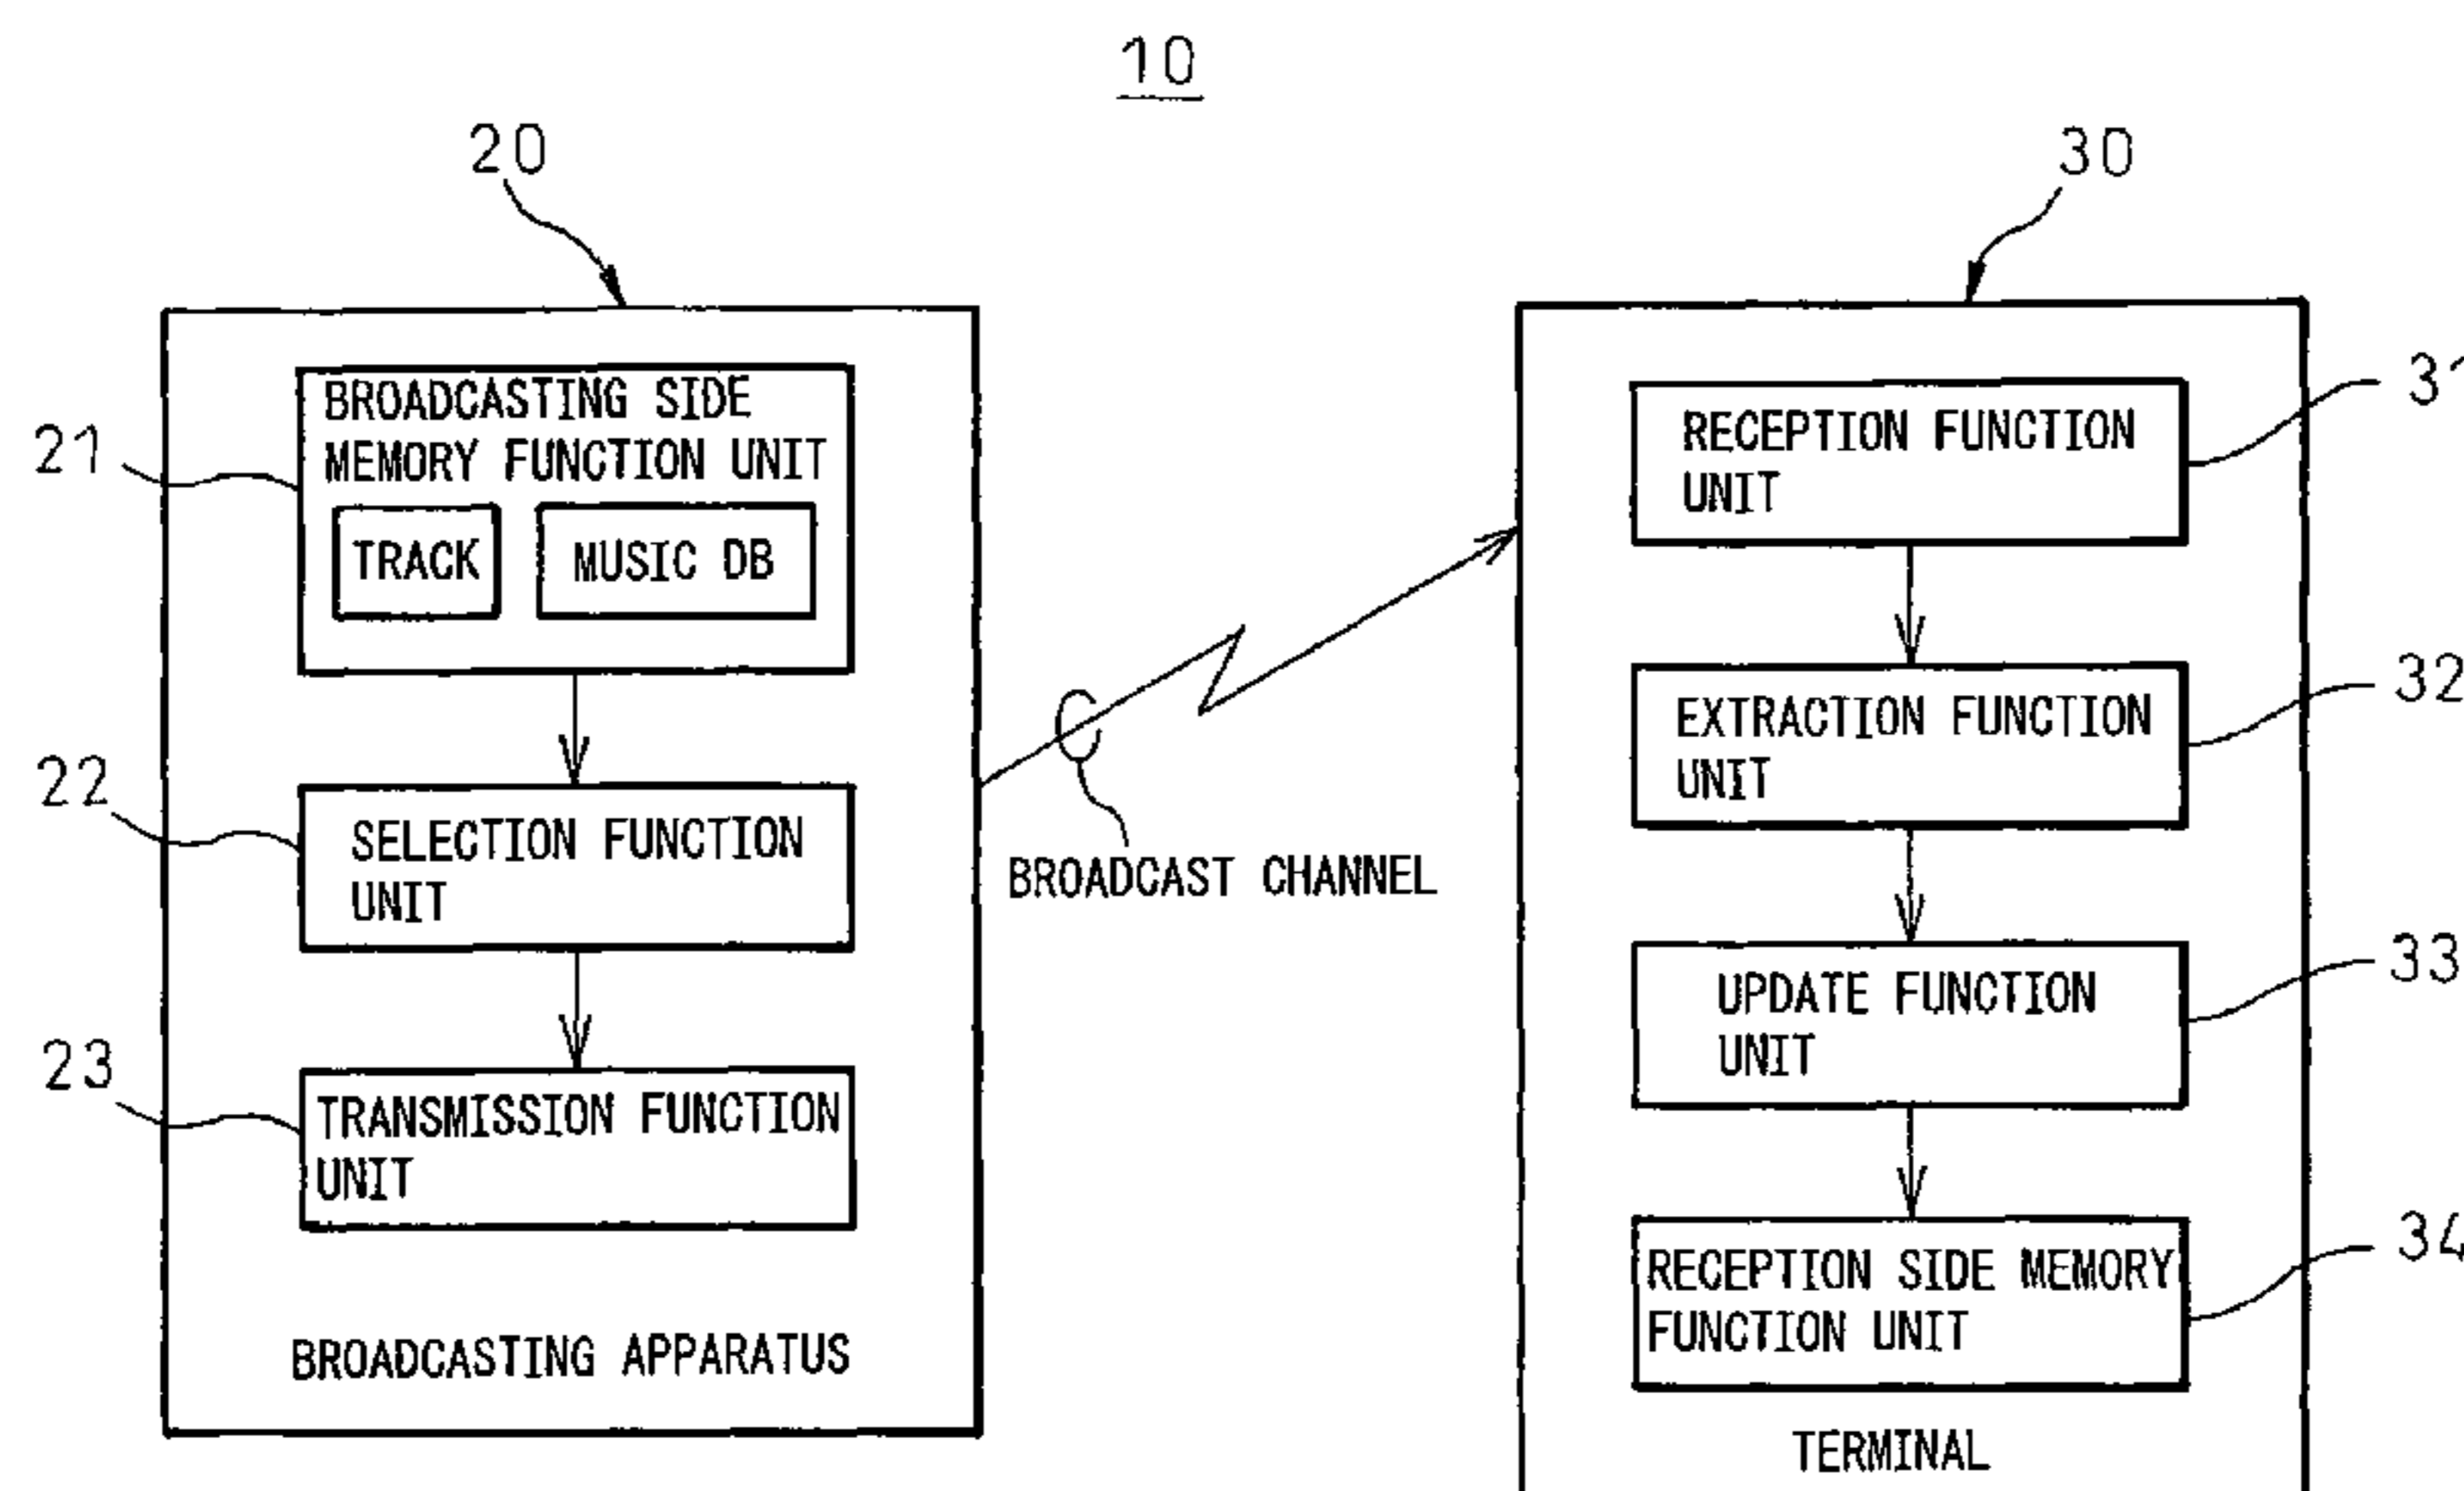 10
20
30
BROADCASTING SIDE
MEMORY FUNCTION UNIT
TRACK
MUSIC DB
21
22
SELECTION FUNCTION
UNIT
23
TRANSMISSION FUNCTION
UNIT
BROADCASTING APPARATUS
BROADCAST CHANNEL
RECEPTION FUNCTION
UNIT
31
EXTRACTION FUNCTION
UNIT
32
UPDATE FUNCTION
UNIT
33
RECEPTION SIDE MEMORY
FUNCTION UNIT
34
TERMINAL